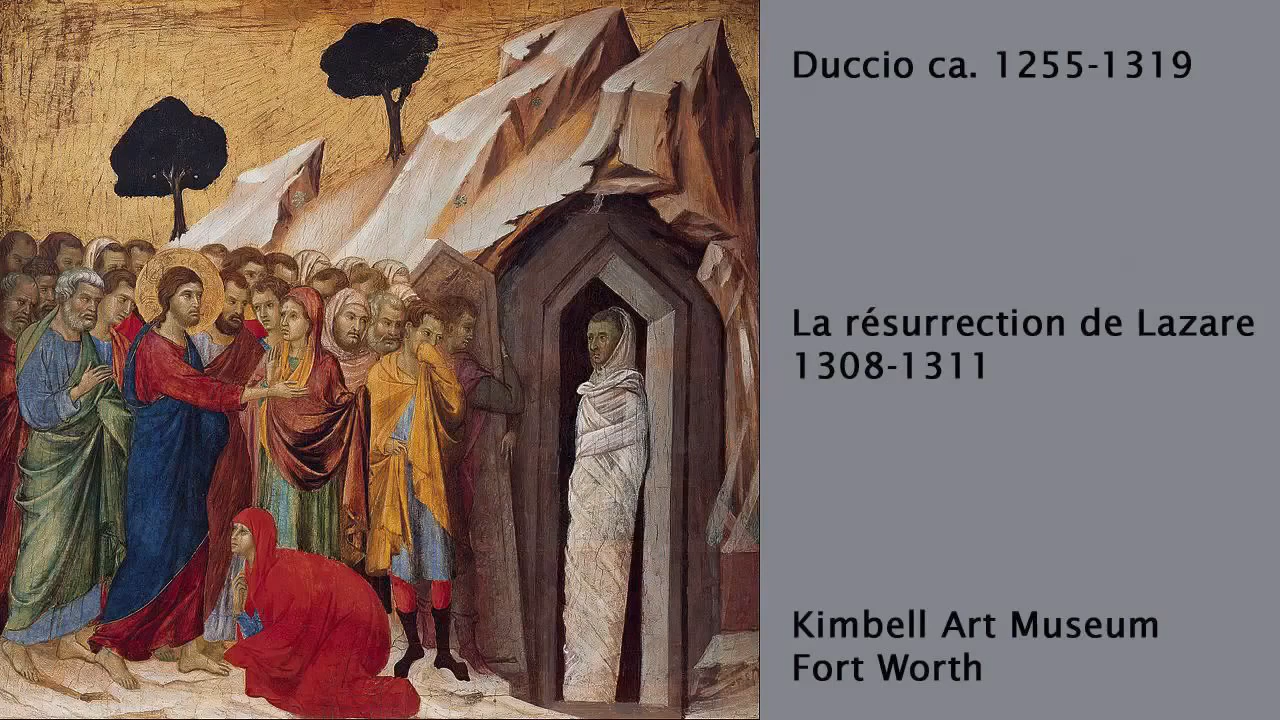 Duccio ca. 1255-1319
La résurrection de Lazare
1308-1311
Kimbell Art Museum
Fort Worth